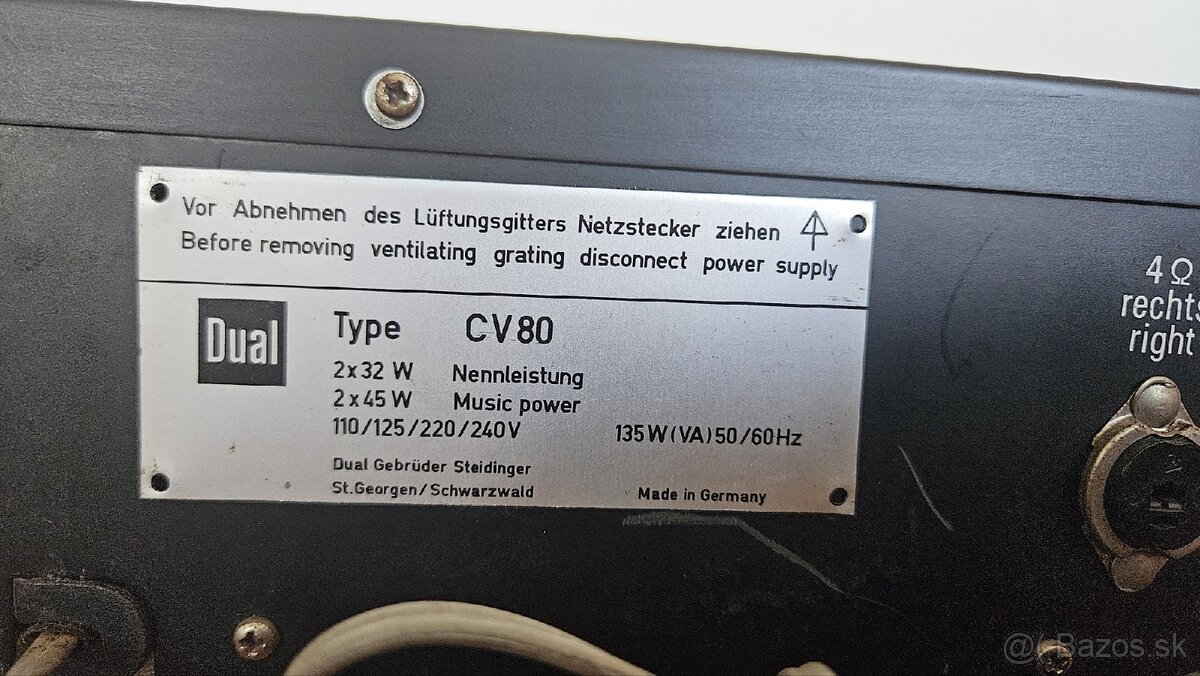 Vor Abnehmen des Lüftungsgitters Netzstecker ziehen
Before removing ventilating grating disconnect power supply
Dual
Type CV80
2x32 W Nennleistung
2x45 W Music power
110/125/220/240V 135W(VA)50/60Hz
Dual Gebrüder Steidinger
St.Georgen/Schwarzwald Made in Germany
4Ω
rechts
right
Bazos.sk